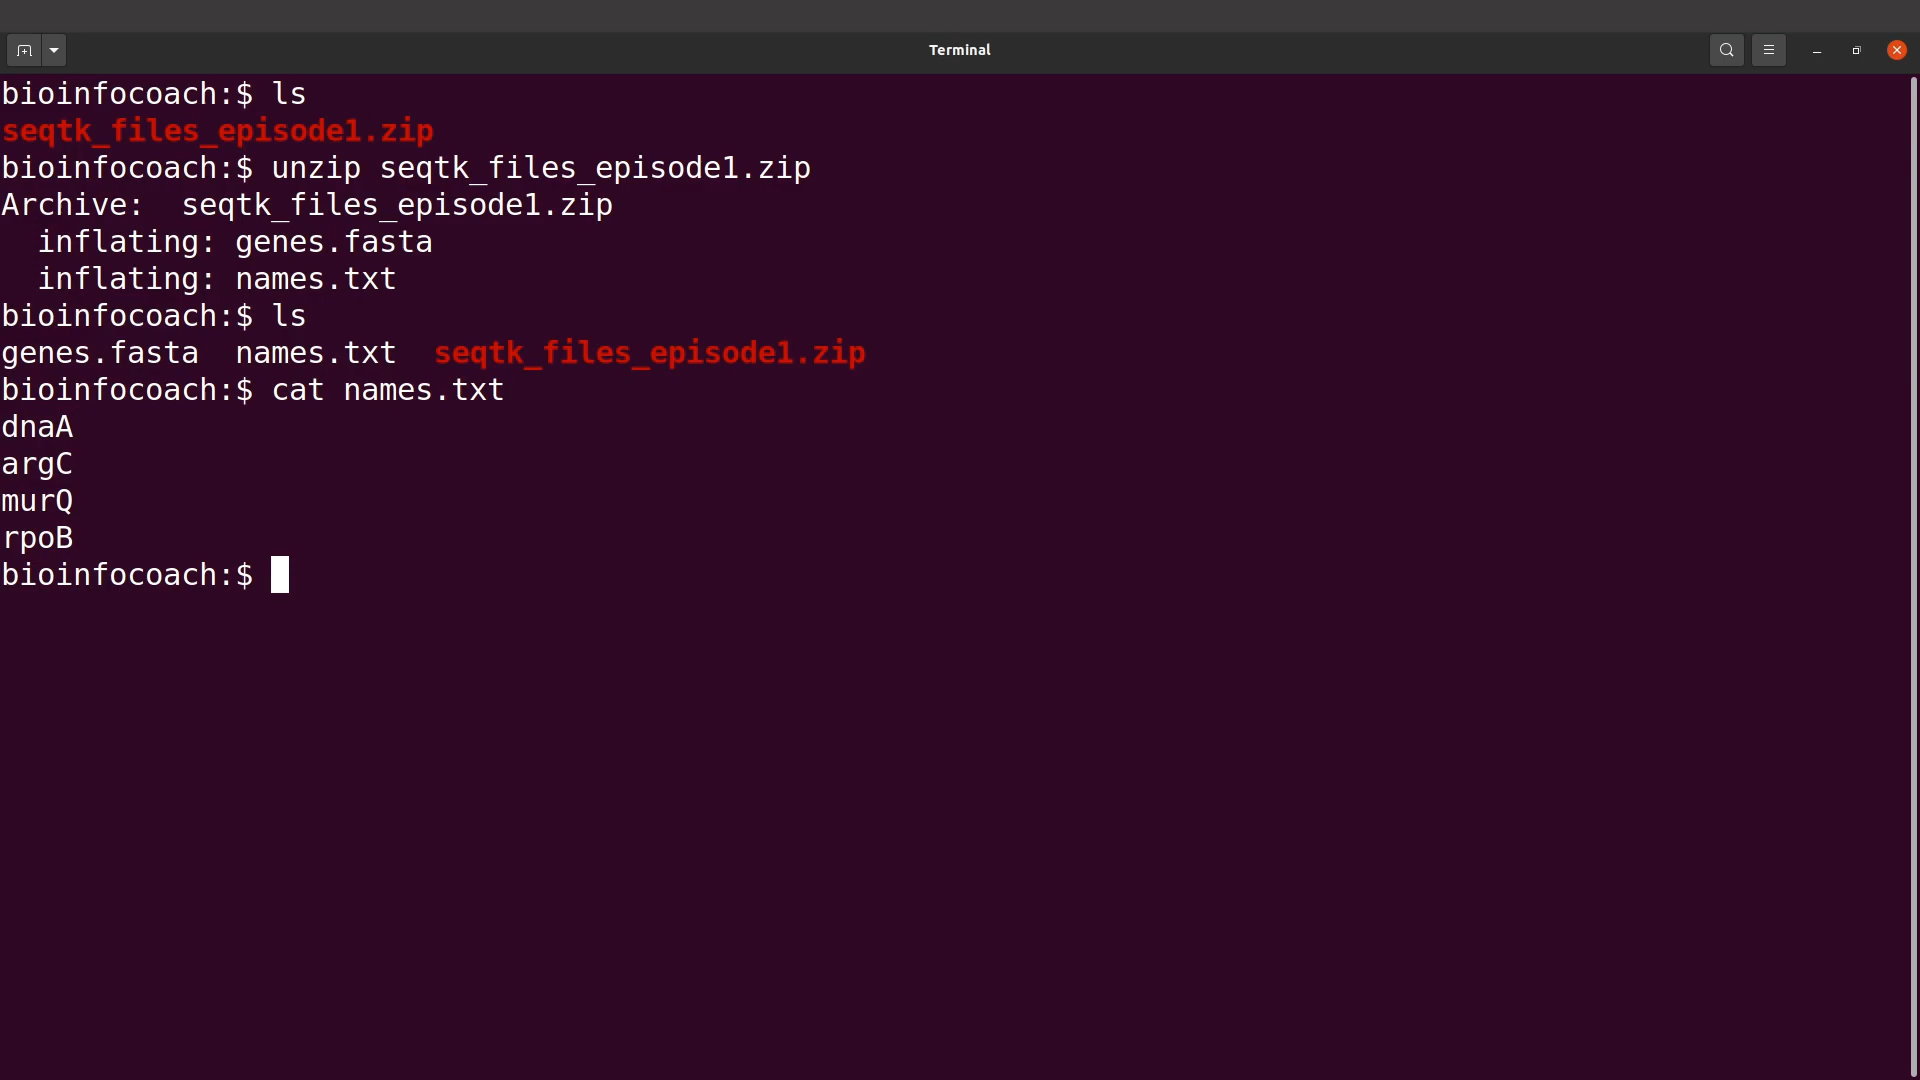 Terminal
bioinfocoach:$ ls
seqtk_files_episode1.zip
bioinfocoach:$ unzip seqtk_files_episode1.zip
Archive:  seqtk_files_episode1.zip
  inflating: genes.fasta
  inflating: names.txt
bioinfocoach:$ ls
genes.fasta  names.txt  seqtk_files_episode1.zip
bioinfocoach:$ cat names.txt
dnaA
argC
murQ
rpoB
bioinfocoach:$